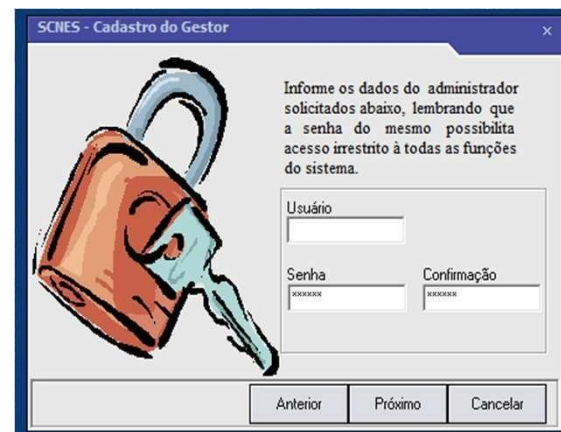 SCNES - Cadastro do Gestor
Informe os dados do administrador
solicitados abaixo, lembrando que
a senha do mesmo possibilita
acesso irrestrito à todas as funções
do sistema.
Usuário
Senha Confirmação
xxxxxx xxxxxx
Anterior Próximo Cancelar